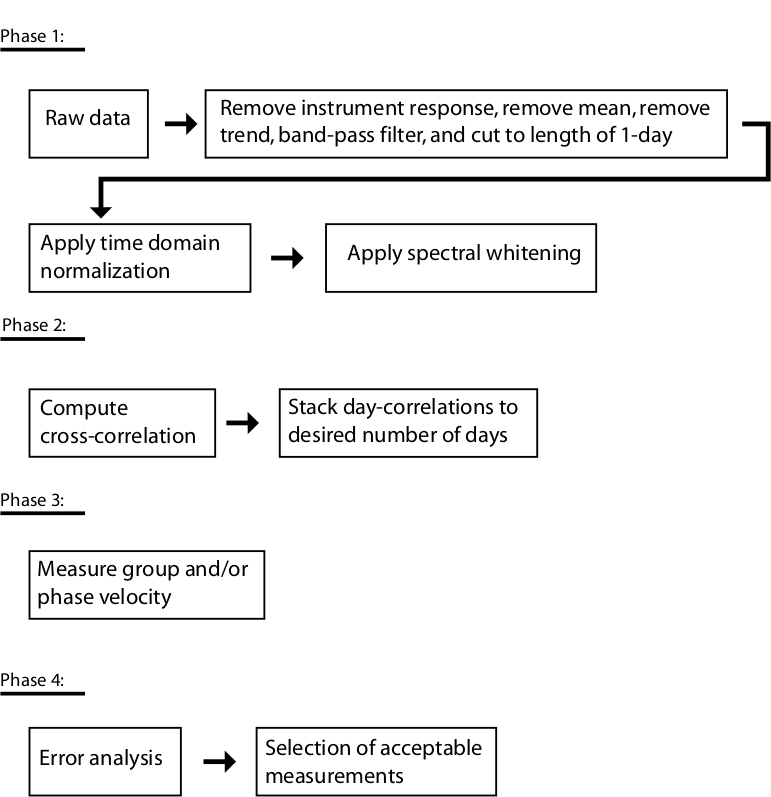 Phase 1:
Raw data
Remove instrument response, remove mean, remove
trend, band-pass filter, and cut to length of 1-day
Apply time domain
normalization
Apply spectral whitening
Phase 2:
Compute
cross-correlation
Stack day-correlations to
desired number of days
Phase 3:
Measure group and/or
phase velocity
Phase 4:
Error analysis
Selection of acceptable
measurements